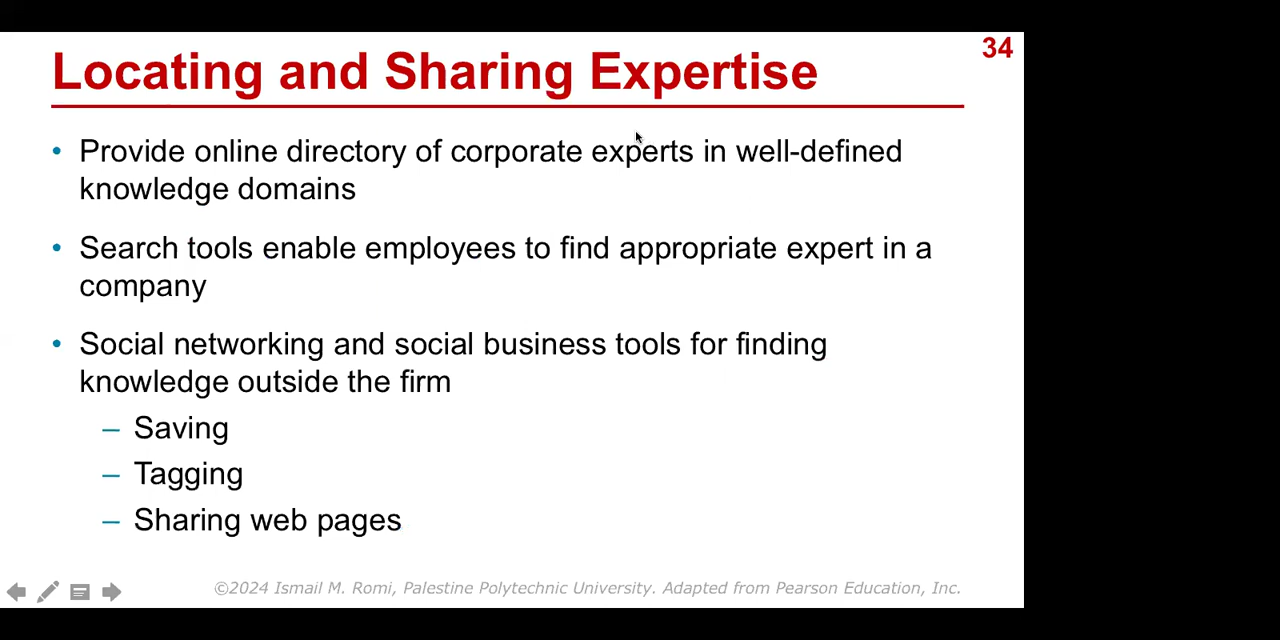 34
Locating and Sharing Expertise
• Provide online directory of corporate experts in well-defined
knowledge domains
• Search tools enable employees to find appropriate expert in a
company
• Social networking and social business tools for finding
knowledge outside the firm
– Saving
– Tagging
– Sharing web pages
©2024 Ismail M. Romi, Palestine Polytechnic University. Adapted from Pearson Education, Inc.